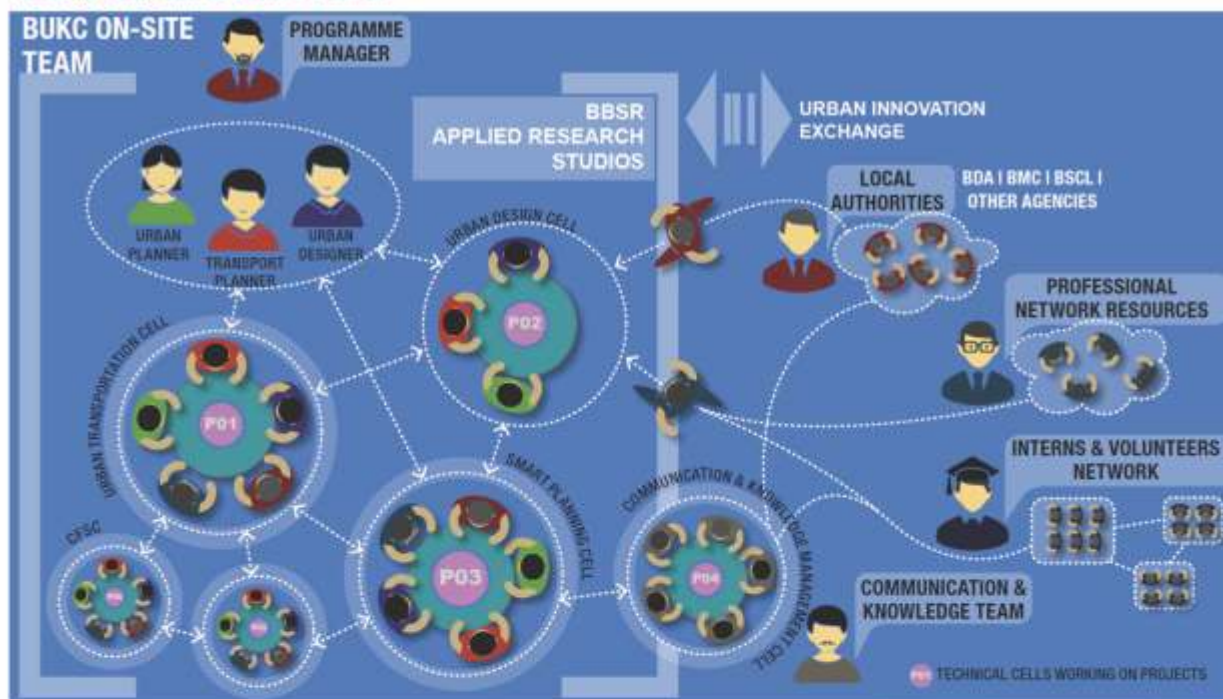 BUKC ON-SITE
TEAM
PROGRAMME
MANAGER
BBSR
APPLIED RESEARCH
STUDIOS
URBAN INNOVATION
EXCHANGE
LOCAL
AUTHORITIES
BDA I BMC I BSCL I
OTHER AGENCIES
URBAN
PLANNER
TRANSPORT
PLANNER
URBAN
DESIGNER
URBAN DESIGN CELL
P02
PROFESSIONAL
NETWORK RESOURCES
URBAN TRANSPORTATION CELL
P01
INTERNS & VOLUNTEERS
NETWORK
SMART PLANNING CELL
P03
COMMUNICATION & KNOWLEDGE MANAGEMENT CELL
P04
CFSC
COMMUNICATION &
KNOWLEDGE TEAM
TECHNICAL CELLS WORKING ON PROJECTS